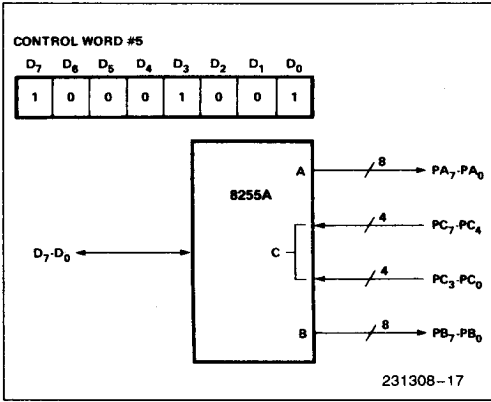 CONTROL WORD #5
D7 D6 D5 D4 D3 D2 D1 D0
1 0 0 0 1 0 0 1
A 8 PA7-PA0
8255A
4 PC7-PC4
D7-D0 C
4 PC3-PC0
B 8 PB7-PB0
231308–17